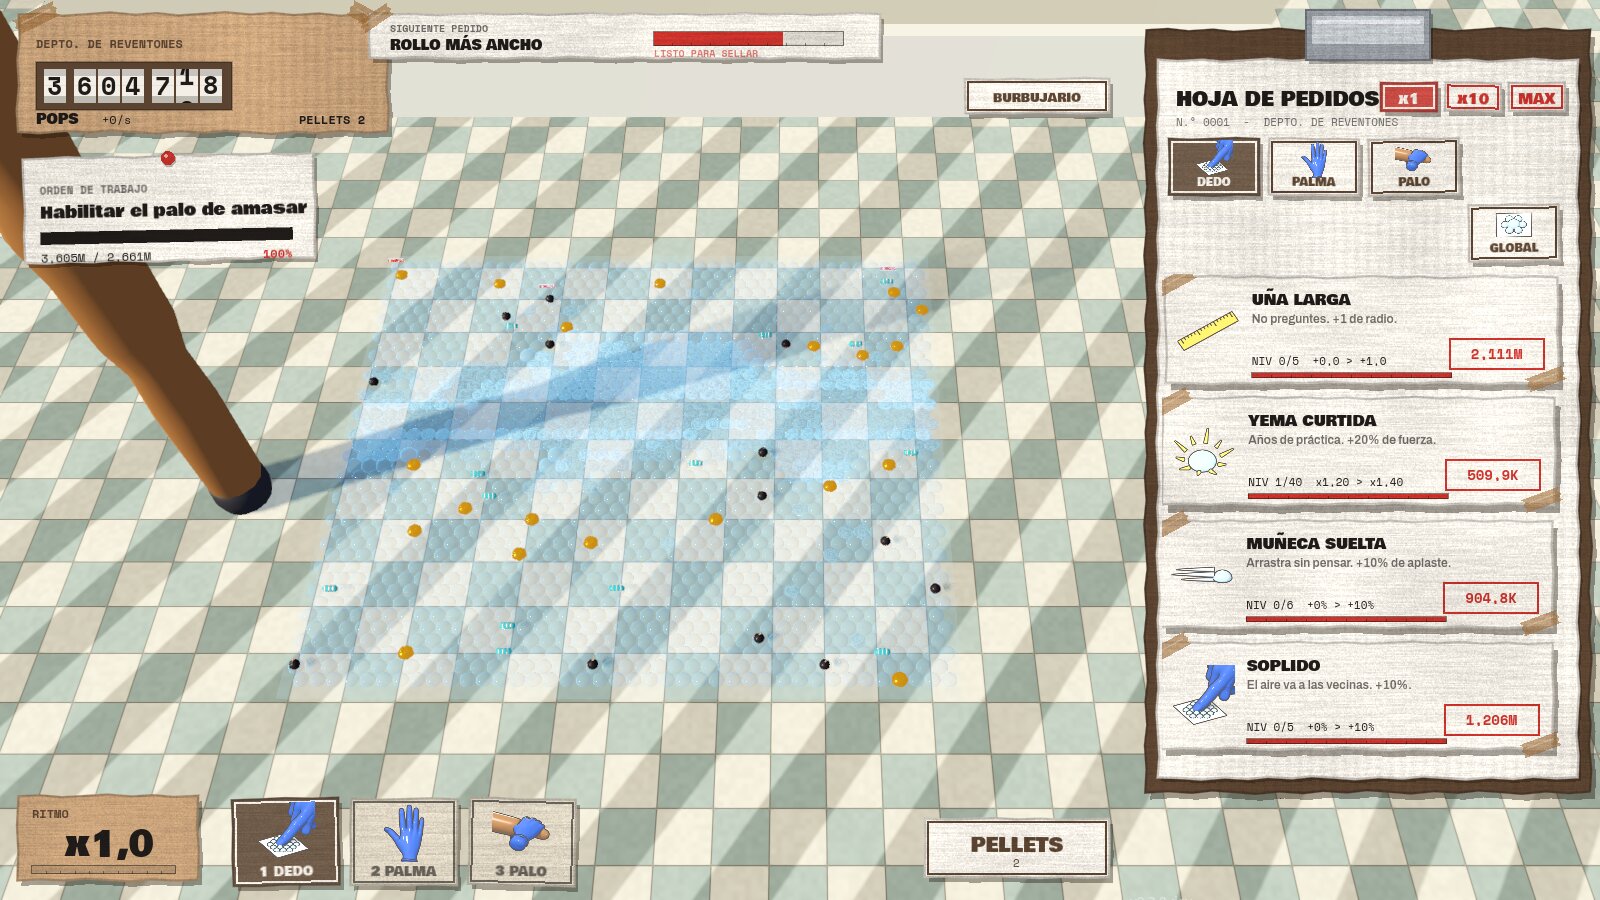 DEPTO. DE REVENTONES
3 604 718
POPS +0/s PELLETS 2
SIGUIENTE PEDIDO
ROLLO MÁS ANCHO
LISTO PARA SELLAR
BURBUJARIO
ORDEN DE TRABAJO
Habilitar el palo de amasar
3,605M / 2,661M 100%
HOJA DE PEDIDOS x1 x10 MAX
N.° 0001 - DEPTO. DE REVENTONES
DEDO PALMA PALO
GLOBAL
UÑA LARGA
No preguntes. +1 de radio.
NIV 0/5 +0,0 > +1,0
2,111M
YEMA CURTIDA
Años de práctica. +20% de fuerza.
NIV 1/40 x1,20 > x1,40
509,9K
MUÑECA SUELTA
Arrastra sin pensar. +10% de aplaste.
NIV 0/6 +0% > +10%
904,8K
SOPLIDO
El aire va a las vecinas. +10%.
NIV 0/5 +0% > +10%
1,206M
RITMO
x1,0
1 DEDO 2 PALMA 3 PALO
PELLETS
2